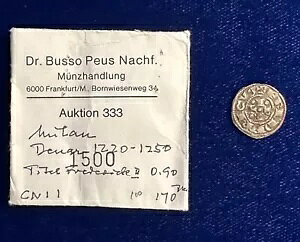 Dr. Busso Peus Nachf.
Münzhandlung
6000 Frankfurt/M., Bornwiesenweg 34
Auktion 333
Milan
Denar 1220-1250
1500
Frederick II 0.90
CN11 100 170